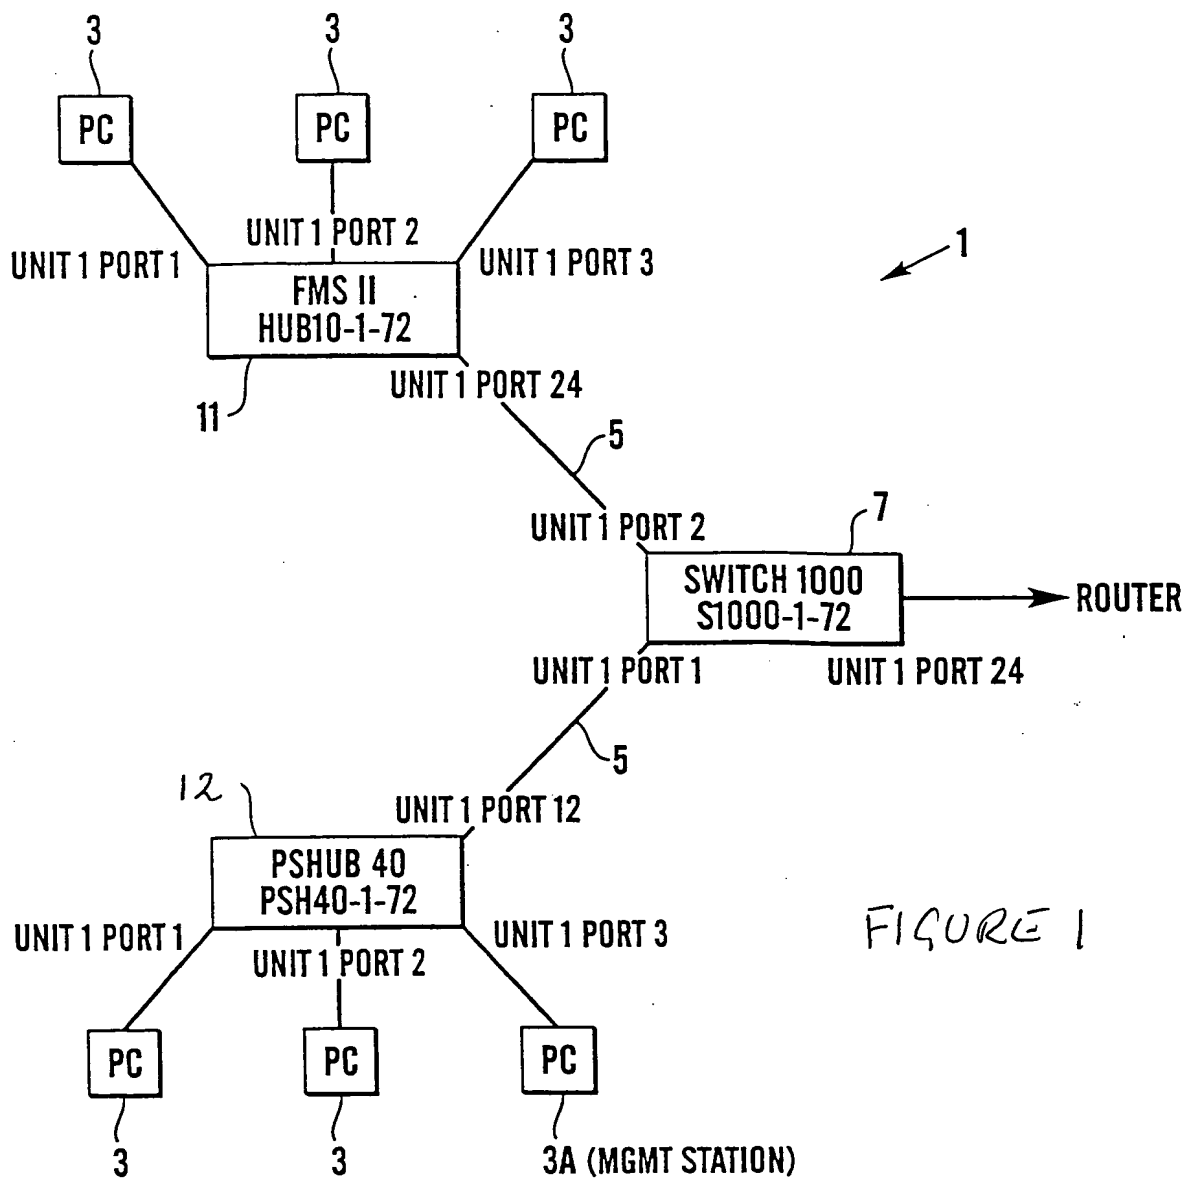 3
3
3
PC
PC
PC
UNIT 1 PORT 1
UNIT 1 PORT 2
UNIT 1 PORT 3
1
FMS II
HUB10-1-72
11
UNIT 1 PORT 24
5
UNIT 1 PORT 2
7
SWITCH 1000
S1000-1-72
ROUTER
UNIT 1 PORT 1
UNIT 1 PORT 24
5
12
UNIT 1 PORT 12
PSHUB 40
PSH40-1-72
UNIT 1 PORT 1
UNIT 1 PORT 2
UNIT 1 PORT 3
FIGURE 1
PC
PC
PC
3
3
3A (MGMT STATION)